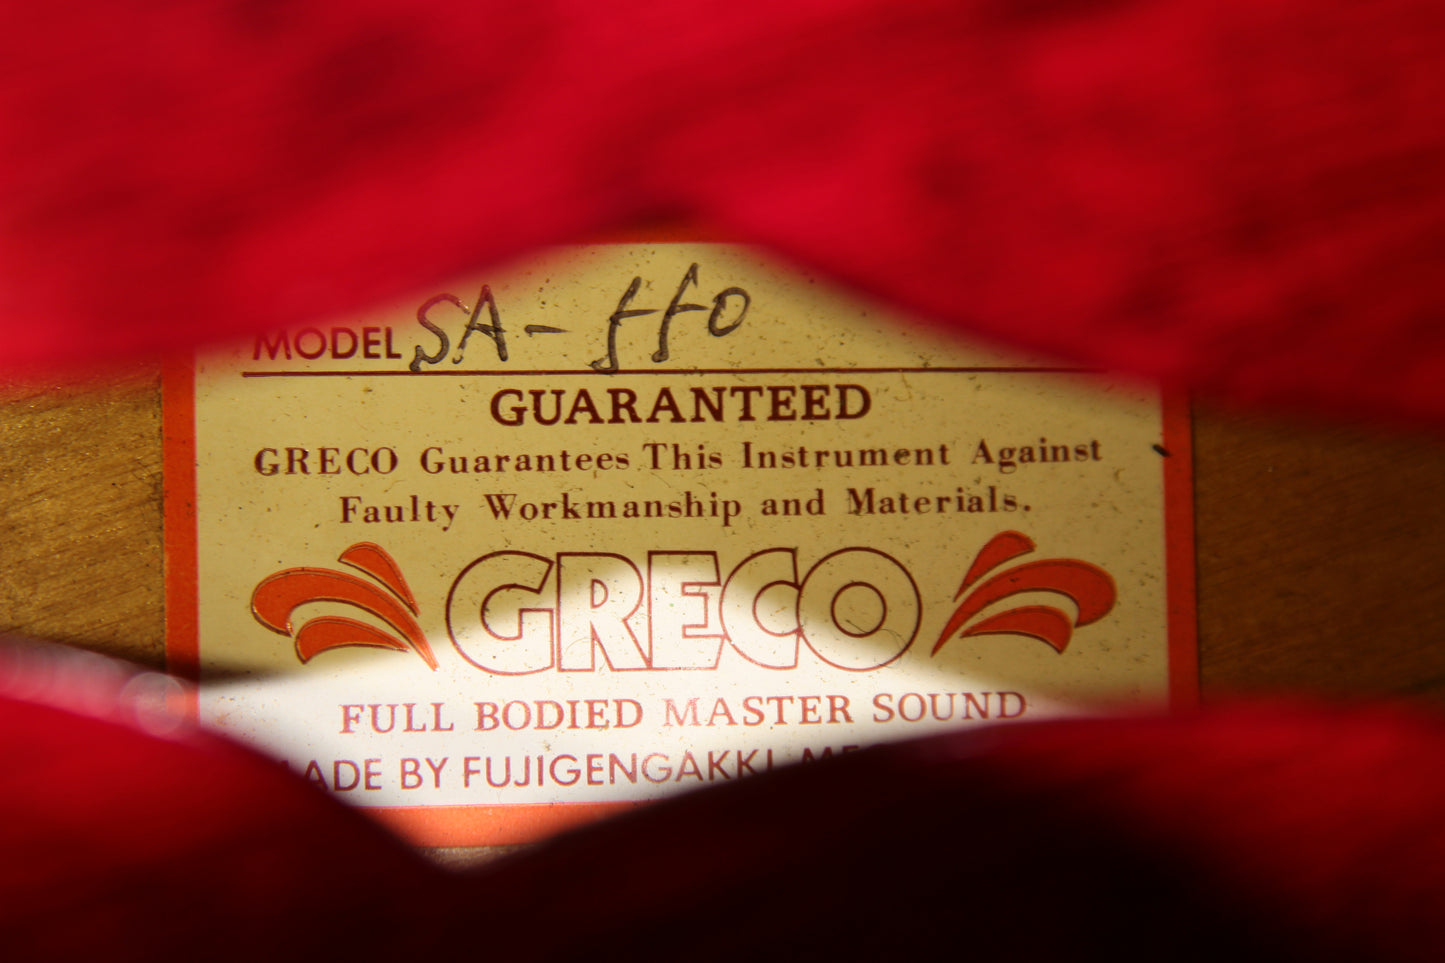 MODEL SA-550
GUARANTEED
GRECO Guarantees This Instrument Against
Faulty Workmanship and Materials.
GRECO
FULL BODIED MASTER SOUND
MADE BY FUJIGENGAKKI